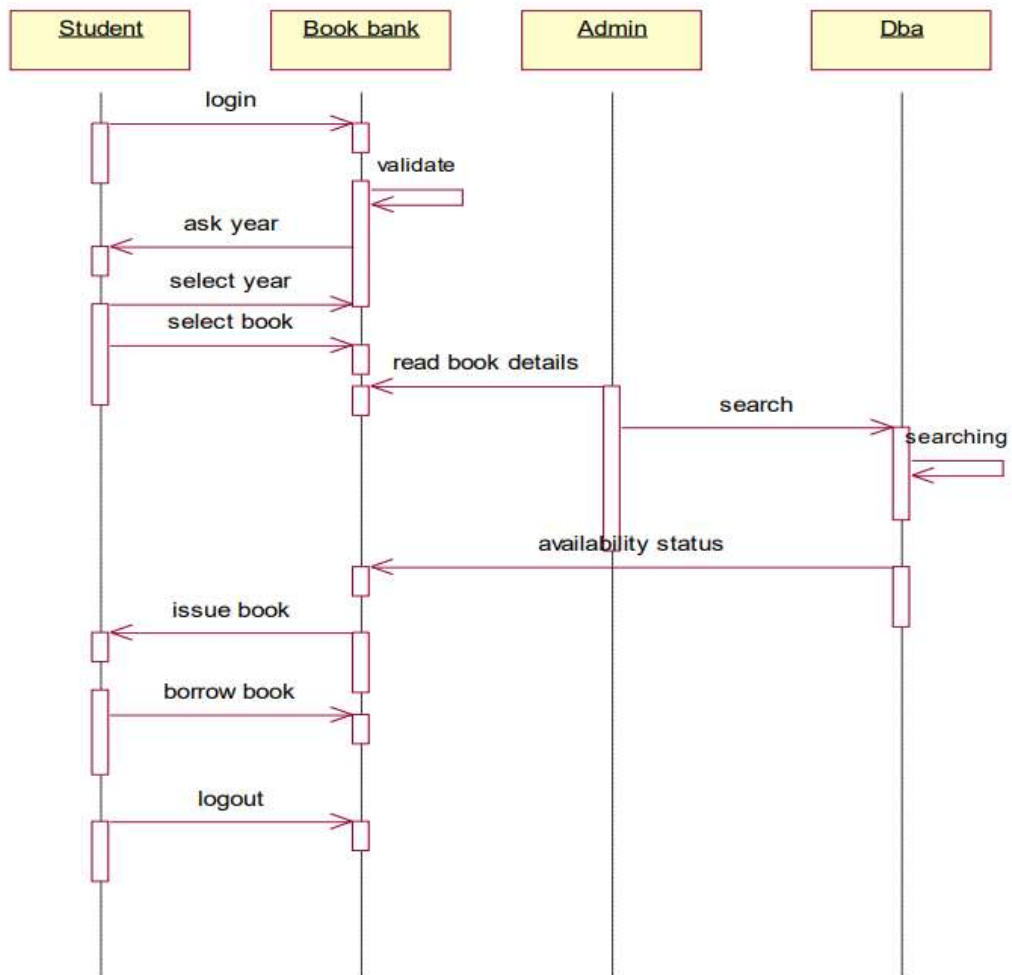 Student
Book bank
Admin
Dba
login
validate
ask year
select year
select book
read book details
search
searching
availability status
issue book
borrow book
logout